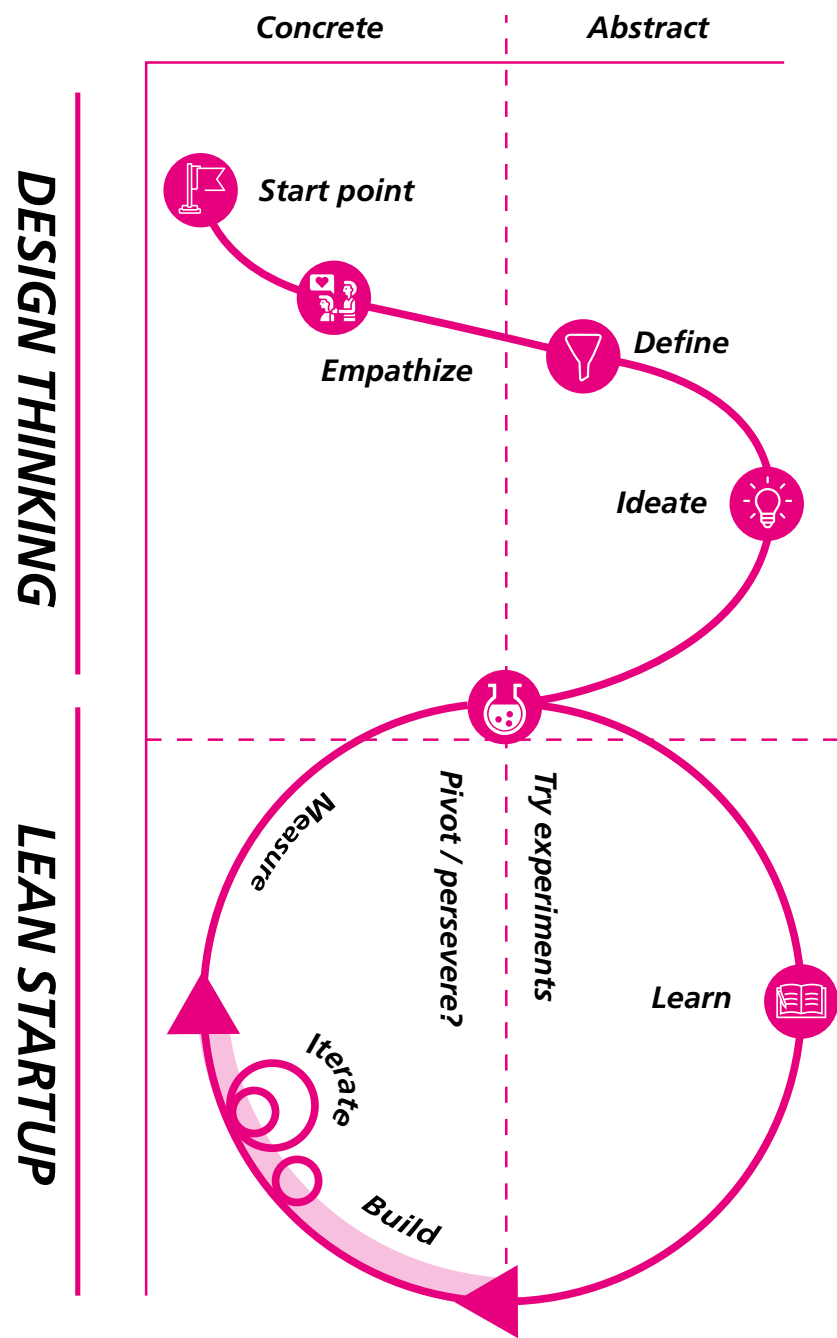 Concrete
Abstract
DESIGN THINKING
Start point
Empathize
Define
Ideate
LEAN STARTUP
Measure
Pivot / persevere?
Try experiments
Learn
Iterate
Build